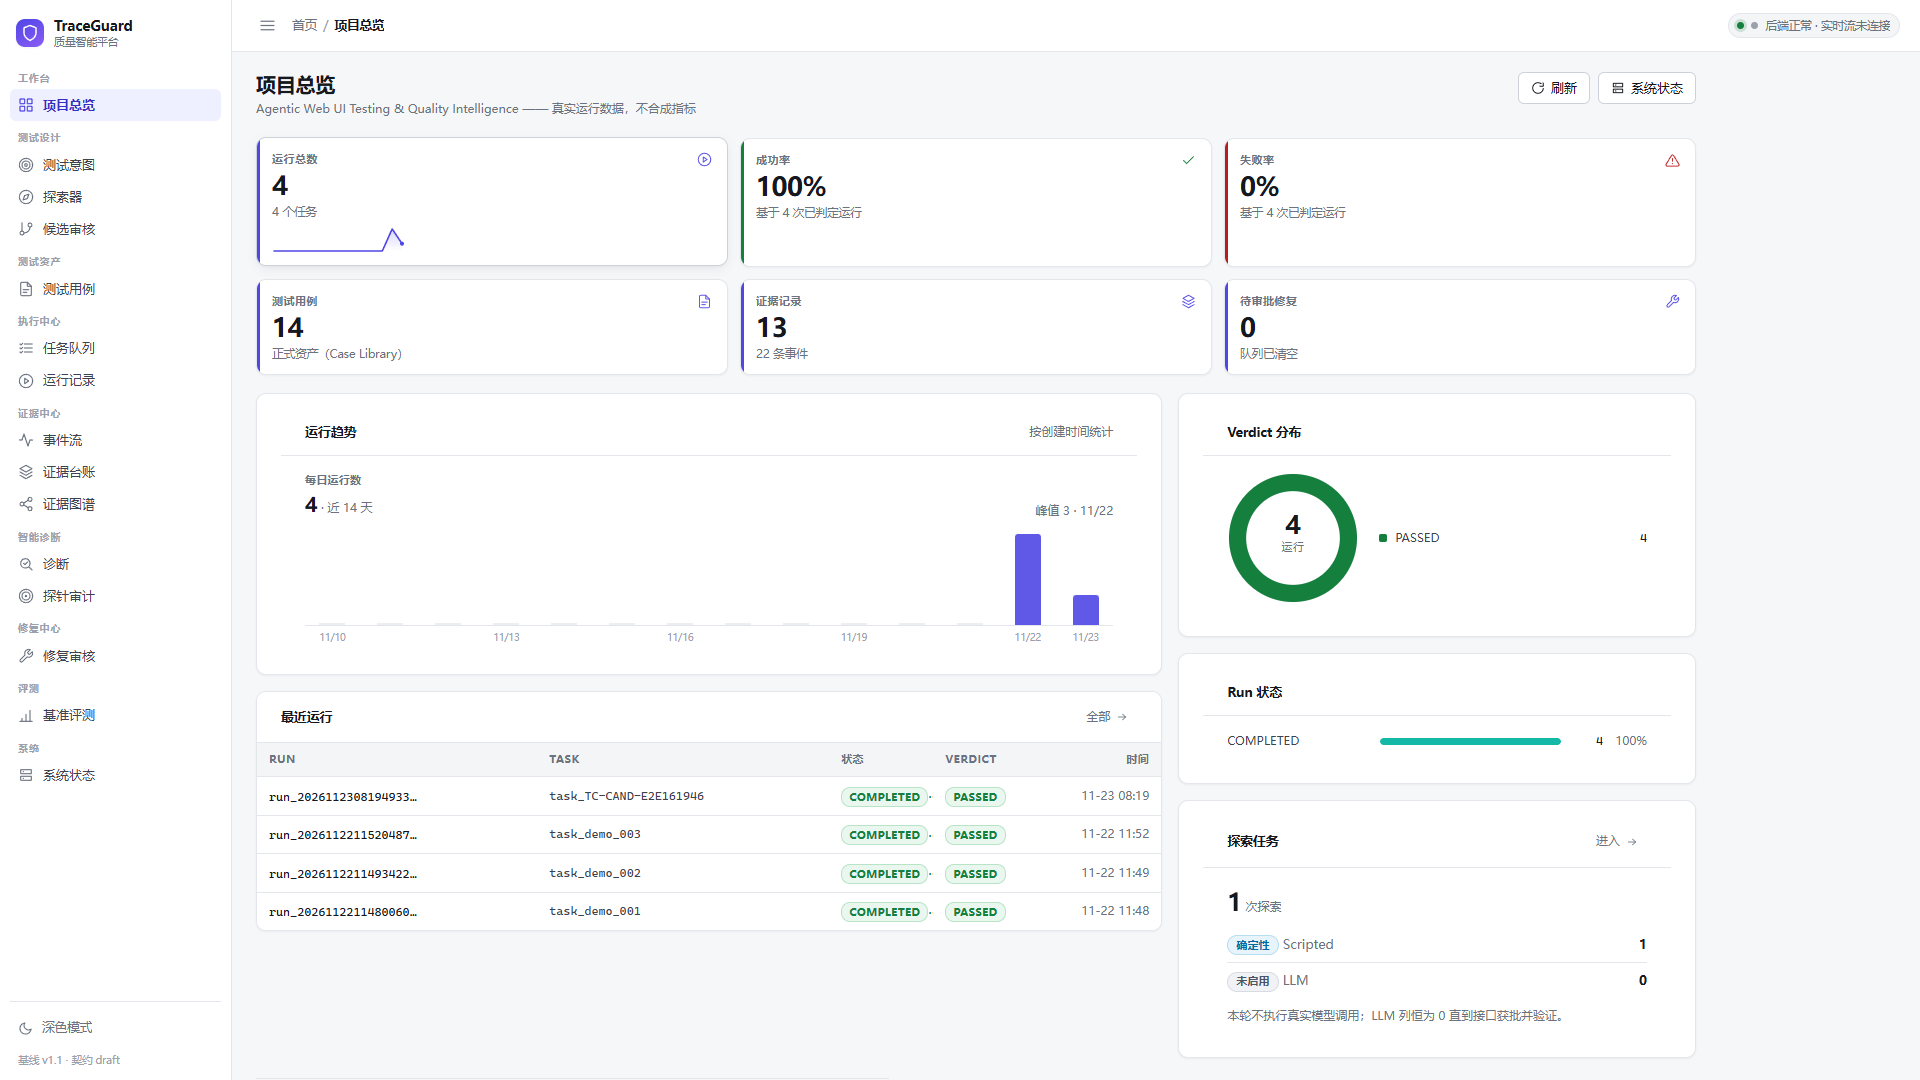 TraceGuard
质量智能平台
工作台
项目总览
测试设计
测试意图
探索器
候选审核
测试资产
测试用例
执行中心
任务队列
运行记录
证据中心
事件流
证据台账
证据图谱
智能诊断
诊断
探针审计
修复中心
修复审核
评测
基准评测
系统
系统状态
深色模式
基线 v1.1 · 契约 draft
首页 / 项目总览
后端正常 · 实时流未连接
项目总览
Agentic Web UI Testing & Quality Intelligence —— 真实运行数据，不合成指标
刷新
系统状态
运行总数
4
4 个任务
成功率
100%
基于 4 次已判定运行
失败率
0%
基于 4 次已判定运行
测试用例
14
正式资产（Case Library）
证据记录
13
22 条事件
待审批修复
0
队列已清空
运行趋势
按创建时间统计
每日运行数
4 · 近 14 天
峰值 3 · 11/22
11/10 11/13 11/16 11/19 11/22 11/23
Verdict 分布
4
运行
PASSED 4
Run 状态
COMPLETED 4 100%
最近运行
全部 →
RUN TASK 状态 VERDICT 时间
run_2026112308194933… task_TC-CAND-E2E161946 COMPLETED · PASSED 11-23 08:19
run_2026112211520487… task_demo_003 COMPLETED · PASSED 11-22 11:52
run_2026112211493422… task_demo_002 COMPLETED · PASSED 11-22 11:49
run_2026112211480060… task_demo_001 COMPLETED · PASSED 11-22 11:48
探索任务
进入 →
1 次探索
确定性 Scripted 1
未启用 LLM 0
本轮不执行真实模型调用；LLM 列恒为 0 直到接口获批并验证。